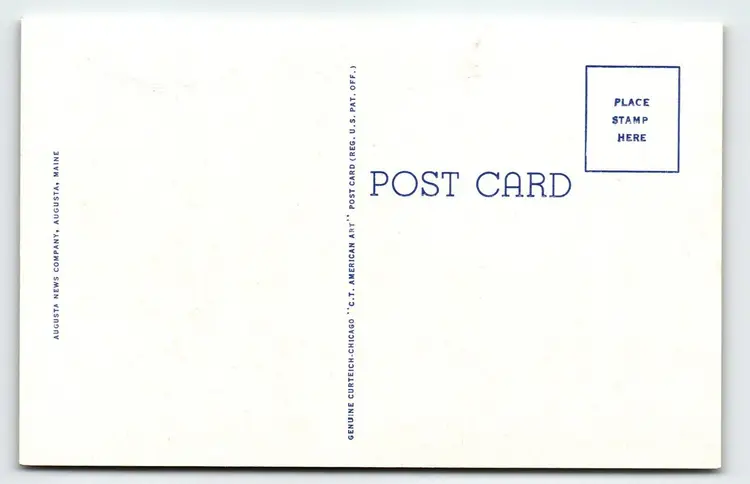 AUGUSTA NEWS COMPANY, AUGUSTA, MAINE
GENUINE CURTEICH-CHICAGO "C.T. AMERICAN ART" POST CARD (REG. U.S. PAT. OFF.)
POST CARD
PLACE
STAMP
HERE